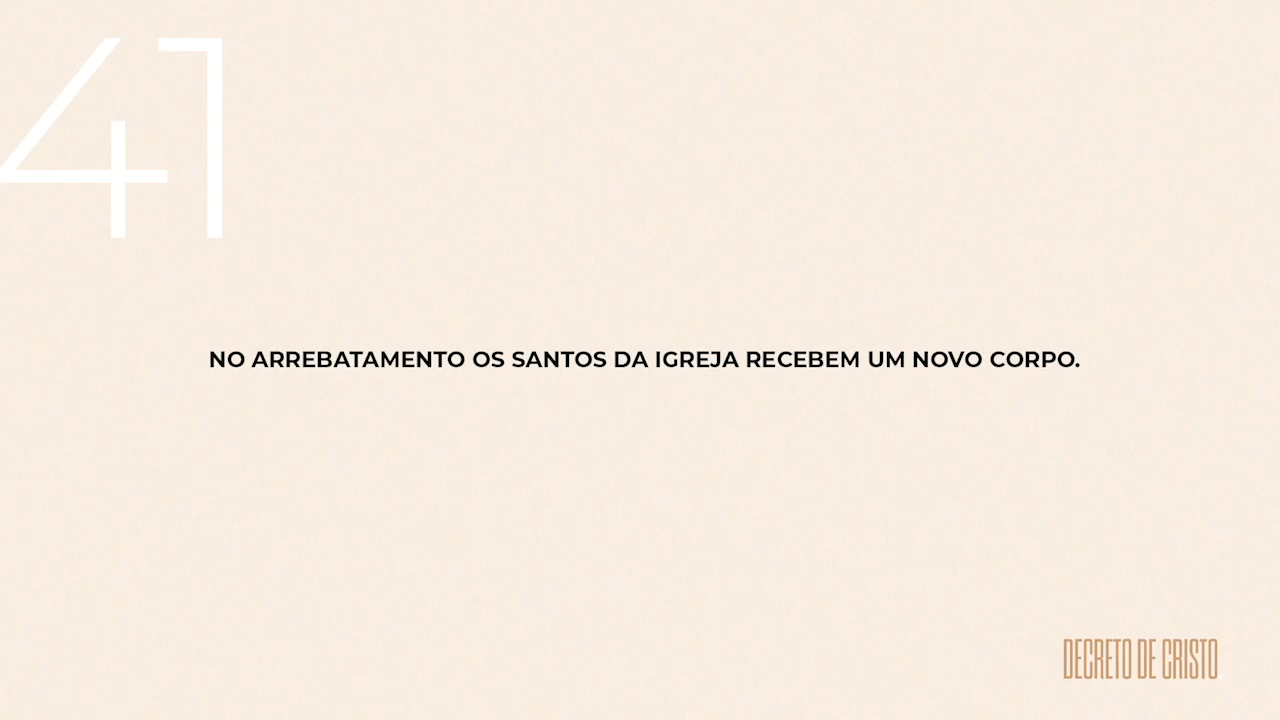 41
NO ARREBATAMENTO OS SANTOS DA IGREJA RECEBEM UM NOVO CORPO.
DECRETO DE CRISTO